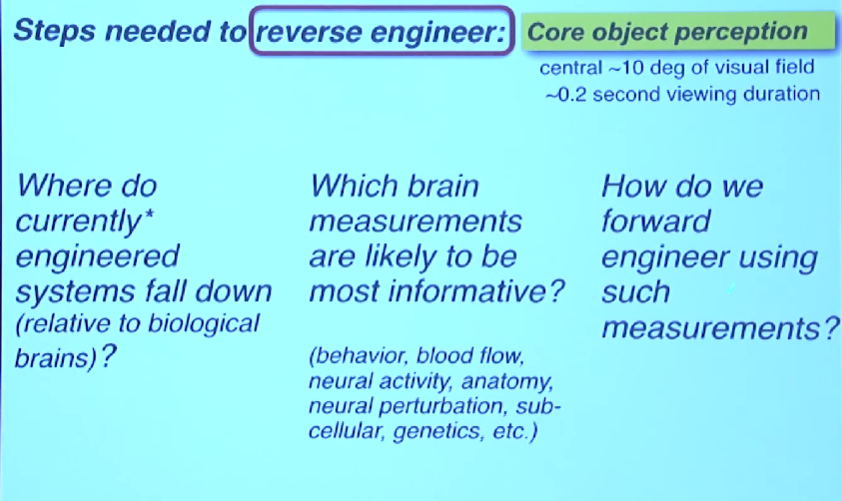 Steps needed to reverse engineer: Core object perception
central ~10 deg of visual field
~0.2 second viewing duration
Where do
currently*
engineered
systems fall down
(relative to biological
brains)?
Which brain
measurements
are likely to be
most informative?
(behavior, blood flow,
neural activity, anatomy,
neural perturbation, sub-
cellular, genetics, etc.)
How do we
forward
engineer using
such
measurements?